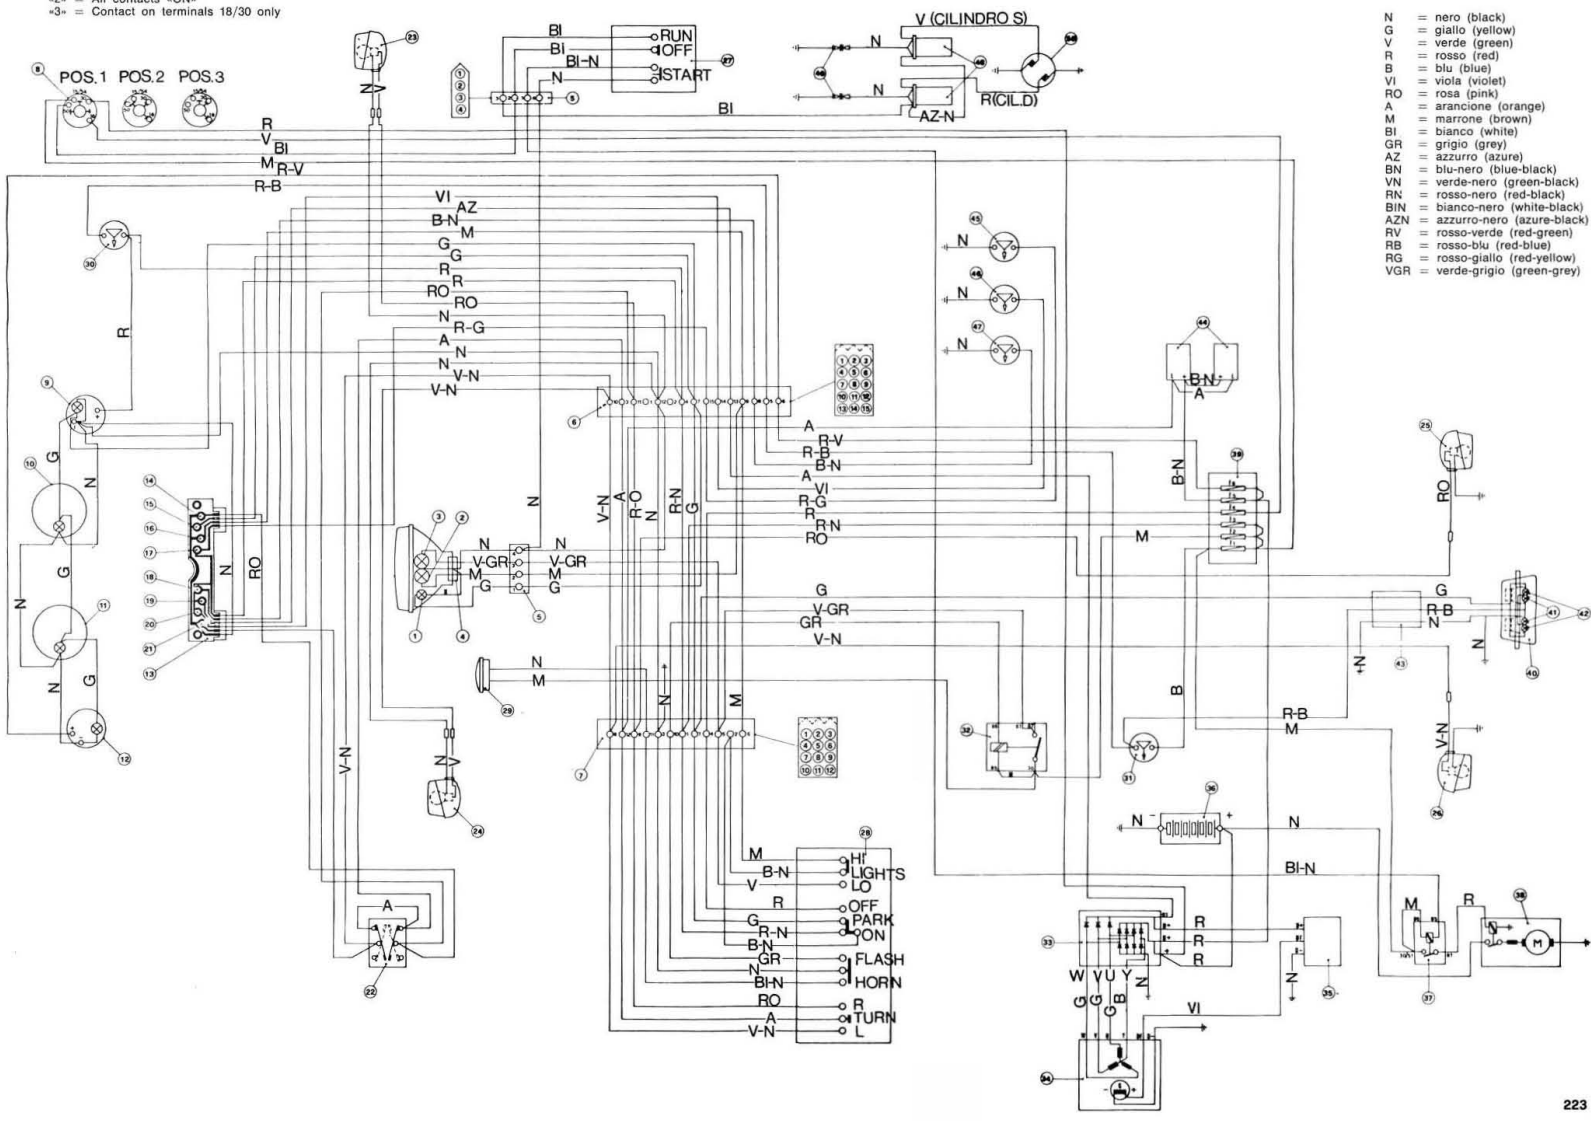 «2» = All contacts «ON»
«3» = Contact on terminals 18/30 only
POS.1 POS.2 POS.3
N = nero (black)
G = giallo (yellow)
V = verde (green)
R = rosso (red)
B = blu (blue)
VI = viola (violet)
RO = rosa (pink)
A = arancione (orange)
M = marrone (brown)
BI = bianco (white)
GR = grigio (grey)
AZ = azzurro (azure)
BN = blu-nero (blue-black)
VN = verde-nero (green-black)
RN = rosso-nero (red-black)
BIN = bianco-nero (white-black)
AZN = azzurro-nero (azure-black)
RV = rosso-verde (red-green)
RB = rosso-blu (red-blue)
RG = rosso-giallo (red-yellow)
VGR = verde-grigio (green-grey)
BI
BI
BI-N
N
RUN
OFF
START
V (CILINDRO S)
N
N
R(CIL.D)
AZ-N
BI
N V
R
V
BI
M
R-V
R-B
VI
AZ
B-N
M
G
G
R
R
RO
RO
N
R-G
A
N
N
V-N
V-N
R
N
N
N
B-N
A
A
R-V
R-B
B-N
A
VI
R-G
R
R-N
RO
B-N
M
RO
G
N
G
N
N
G
N
RO
N
V-N
A
R-O
N
R-N
G
N
N
V-GR
M
G
N
V-GR
M
G
G
V-GR
GR
V-N
G
R-B
N
N
N
N
M
N
M
B
R-B
M
V-N
V-N
N V
A
N
N
BI-N
M
R
M
HI
LIGHTS
LO
OFF
PARK
ON
FLASH
HORN
R
TURN
L
M
B-N
V
R
G
R-N
B-N
GR
N
BI-N
RO
A
V-N
R
R
R
W V U Y
N
G G G B
N
VI
223